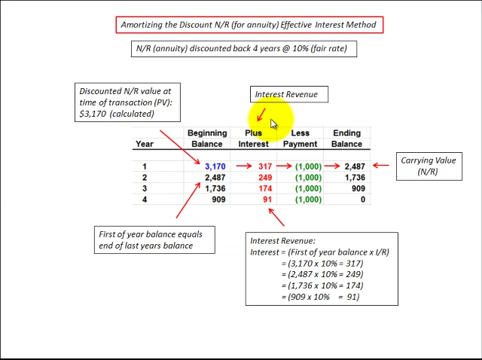 Amortizing the Discount N/R (for annuity) Effective Interest Method
N/R (annuity) discounted back 4 years @ 10% (fair rate)
Discounted N/R value at
time of transaction (PV):
$3,170 (calculated)
Interest Revenue
Beginning Plus Less Ending
Year Balance Interest Payment Balance
1 3,170 317 (1,000) 2,487
2 2,487 249 (1,000) 1,736
3 1,736 174 (1,000) 909
4 909 91 (1,000) 0
Carrying Value
(N/R)
First of year balance equals
end of last years balance
Interest Revenue:
Interest = (First of year balance x I/R)
= (3,170 x 10% = 317)
= (2,487 x 10% = 249)
= (1,736 x 10% = 174)
= (909 x 10% = 91)